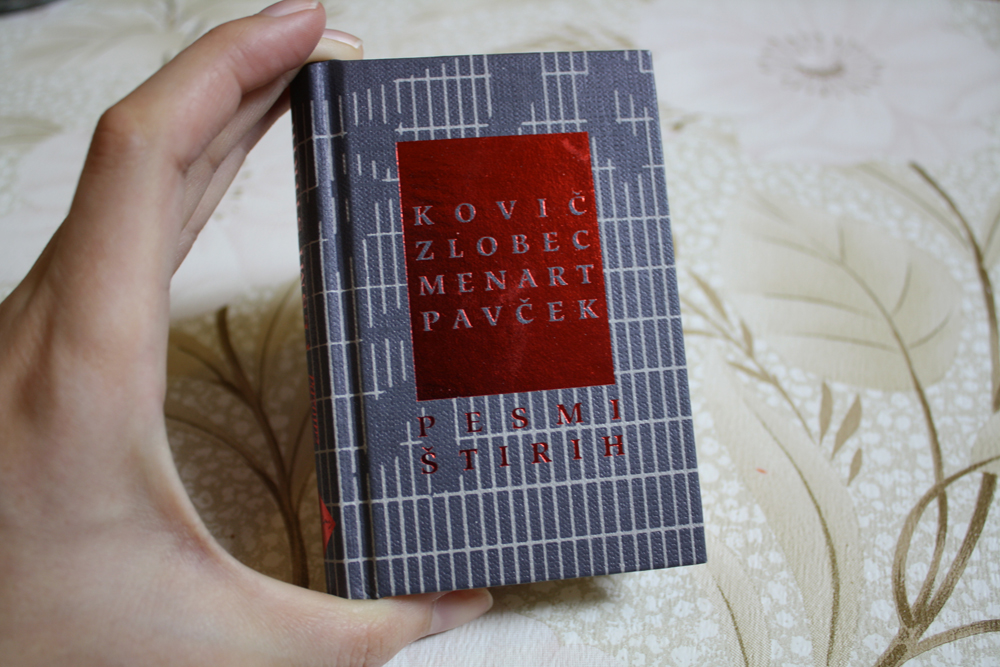 KOVIČ
ZLOBEC
MENART
PAVČEK
PESMI
ŠTIRIH